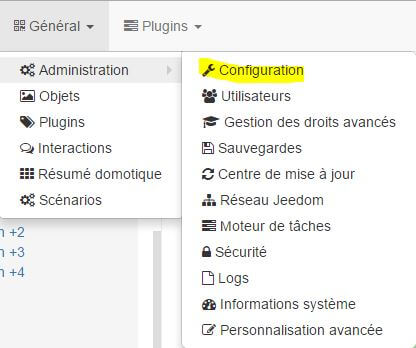 Général
Plugins
Administration
Objets
Plugins
Interactions
Résumé domotique
Scénarios
+2
+3
+4
Configuration
Utilisateurs
Gestion des droits avancés
Sauvegardes
Centre de mise à jour
Réseau Jeedom
Moteur de tâches
Sécurité
Logs
Informations système
Personnalisation avancée